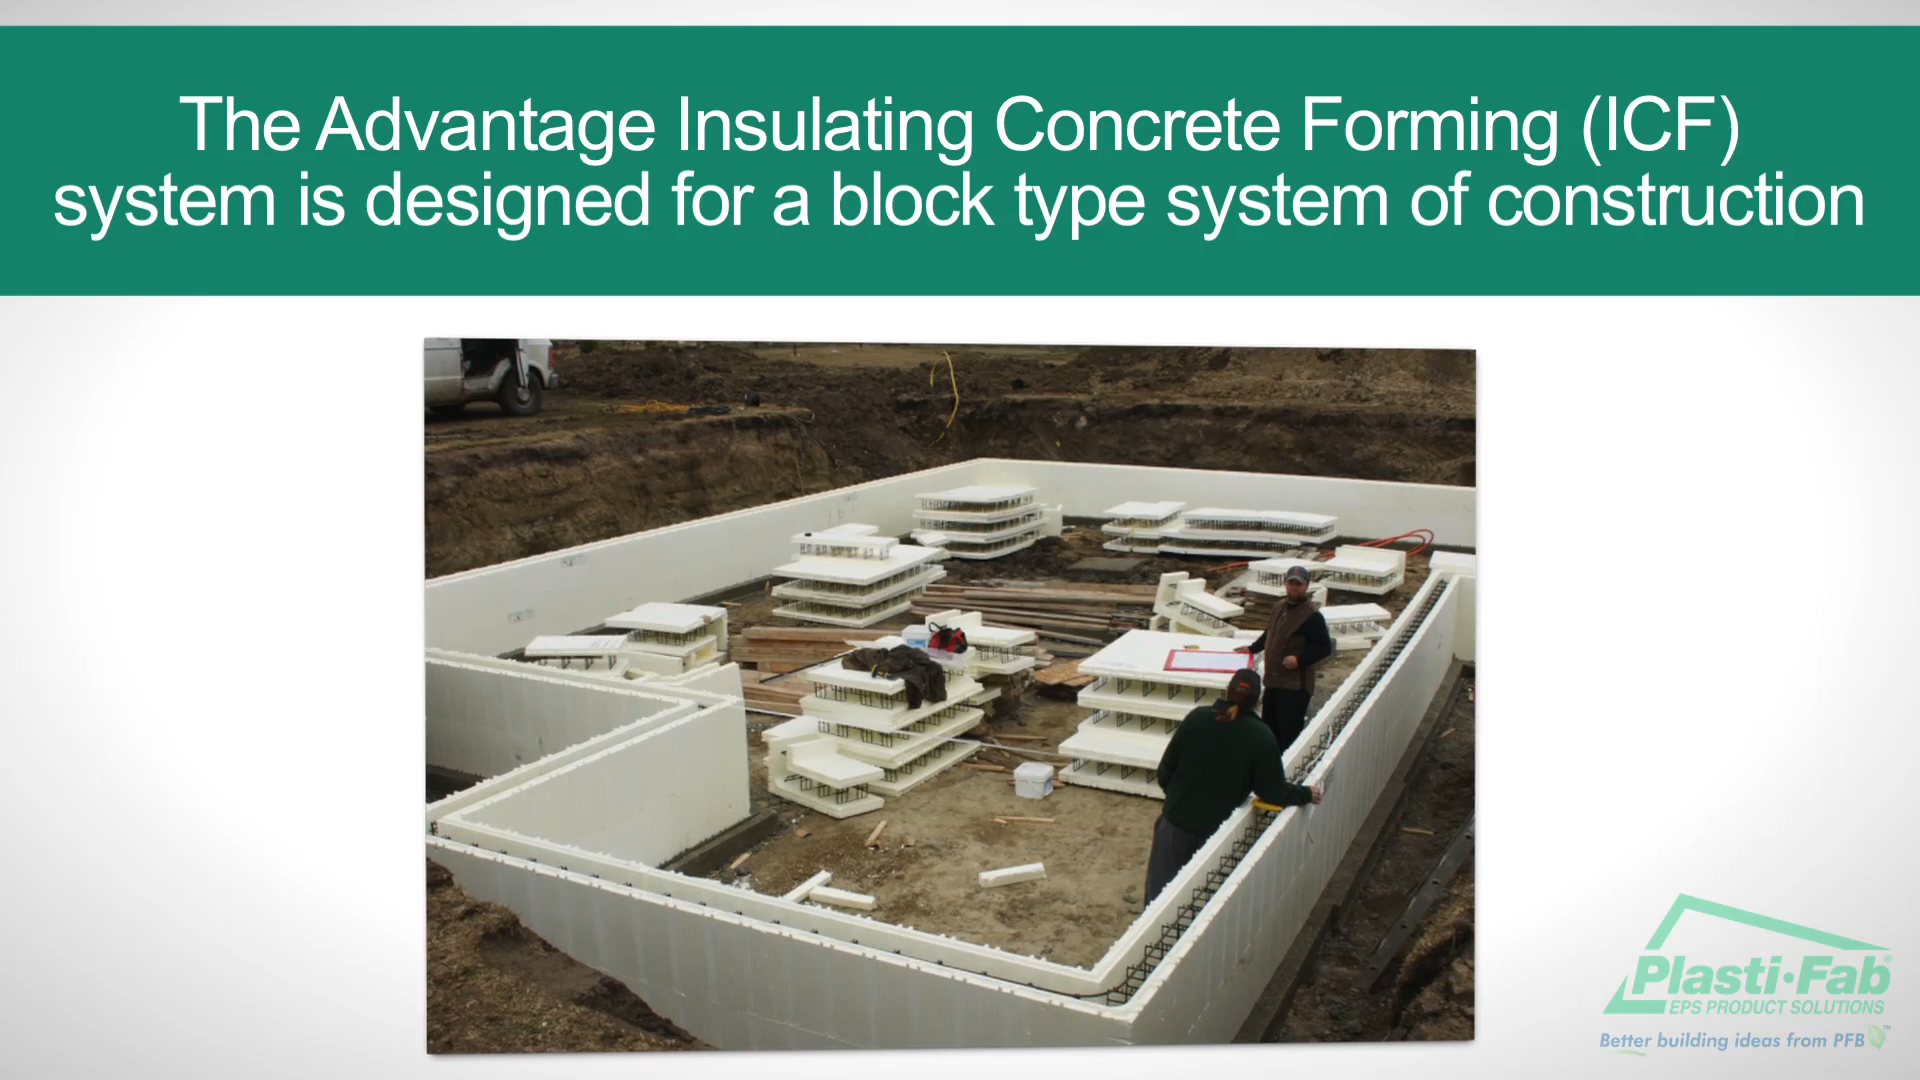 The Advantage Insulating Concrete Forming (ICF)
system is designed for a block type system of construction
Plasti·Fab®
EPS PRODUCT SOLUTIONS
Better building ideas from PFB™